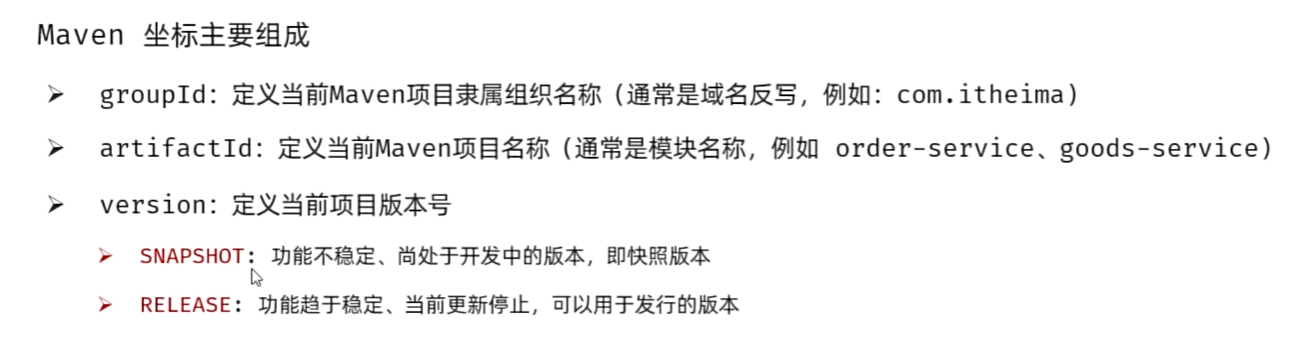 Maven 坐标主要组成
groupId：定义当前Maven项目隶属组织名称（通常是域名反写，例如：com.itheima）
artifactId：定义当前Maven项目名称（通常是模块名称，例如 order-service、goods-service）
version：定义当前项目版本号
SNAPSHOT：功能不稳定、尚处于开发中的版本，即快照版本
RELEASE：功能趋于稳定、当前更新停止，可以用于发行的版本